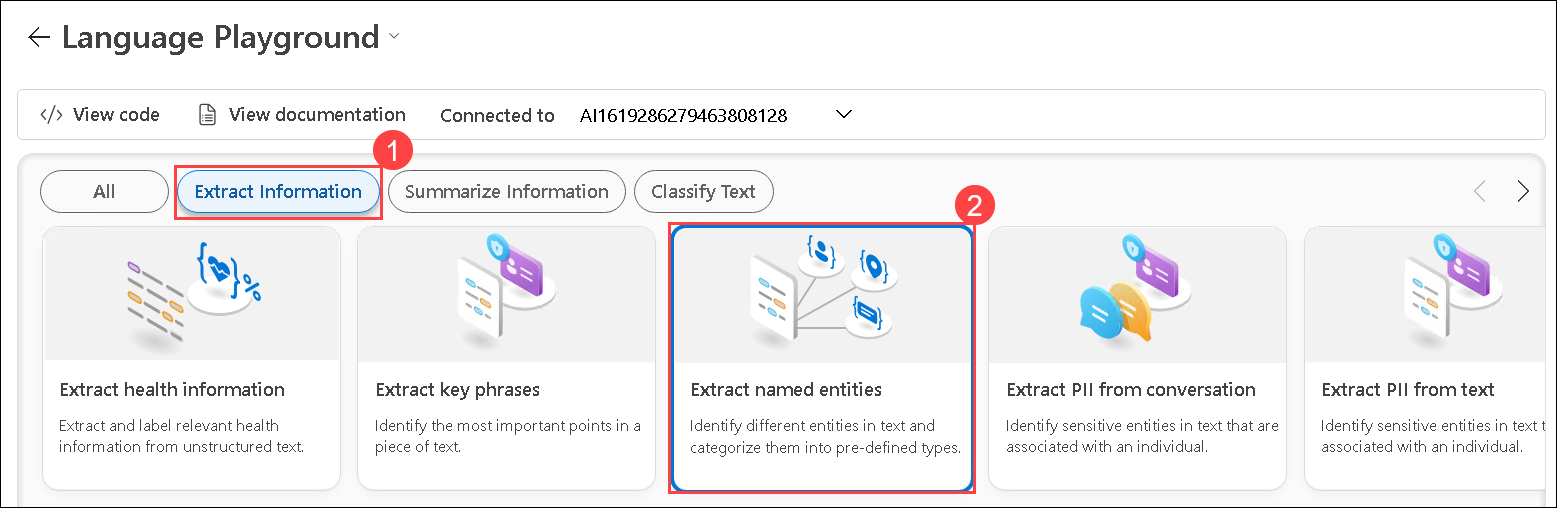 Language Playground
</> View code View documentation Connected to AI1619286279463808128
1
All Extract Information Summarize Information Classify Text
2
Extract health information
Extract and label relevant health
information from unstructured text.
Extract key phrases
Identify the most important points in a
piece of text.
Extract named entities
Identify different entities in text and
categorize them into pre-defined types.
Extract PII from conversation
Identify sensitive entities in text that are
associated with an individual.
Extract PII from text
Identify sensitive entities in text t
associated with an individual.